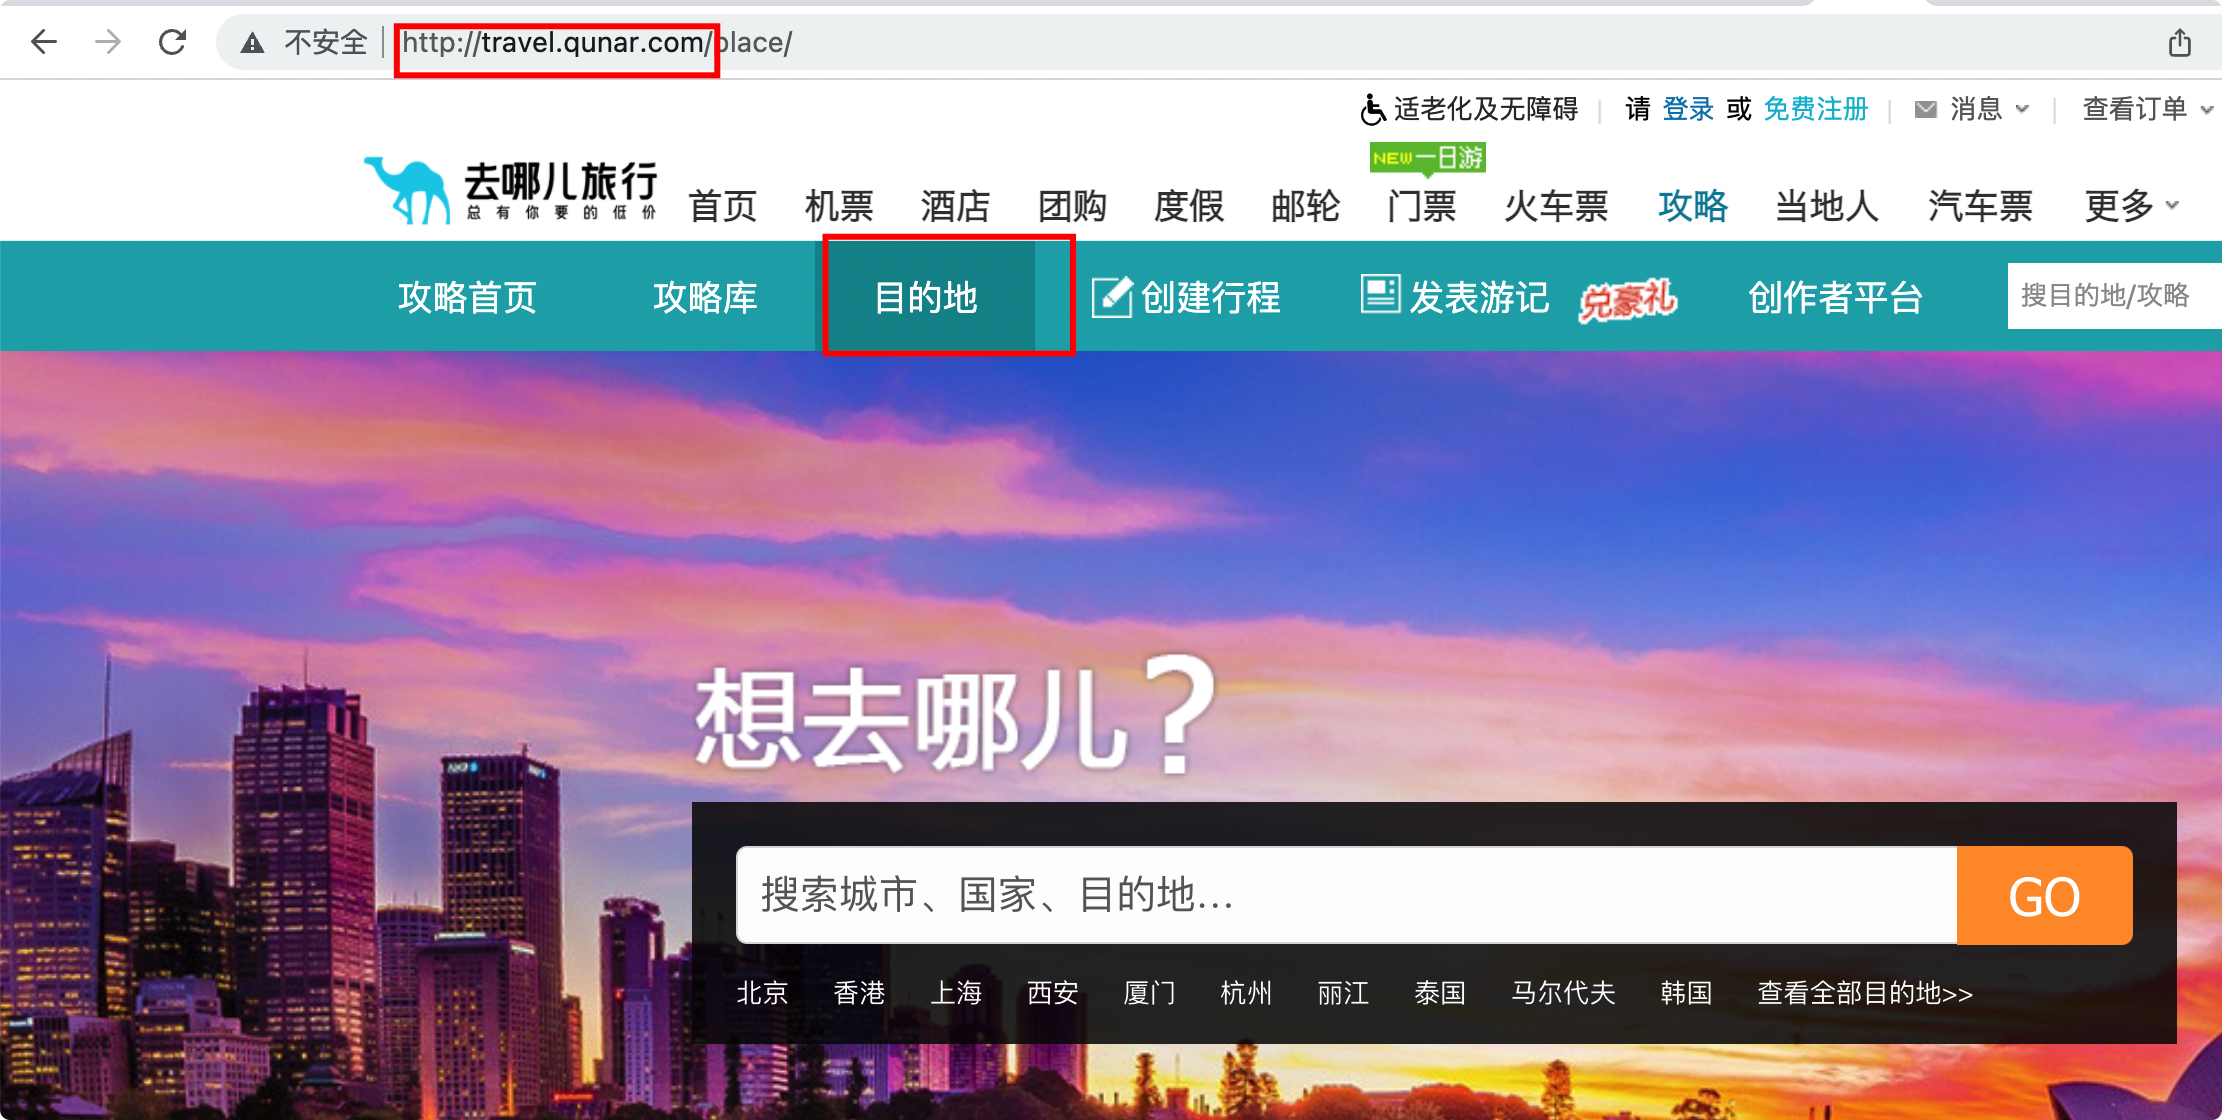 不安全 | http://travel.qunar.com/place/
适老化及无障碍 | 请 登录 或 免费注册 | 消息 | 查看订单
NEW一日游
去哪儿旅行
总有你要的低价
首页 机票 酒店 团购 度假 邮轮 门票 火车票 攻略 当地人 汽车票 更多
攻略首页 攻略库 目的地 创建行程 发表游记 兑豪礼 创作者平台 搜目的地/攻略
想去哪儿?
搜索城市、国家、目的地... GO
北京 香港 上海 西安 厦门 杭州 丽江 泰国 马尔代夫 韩国 查看全部目的地>>